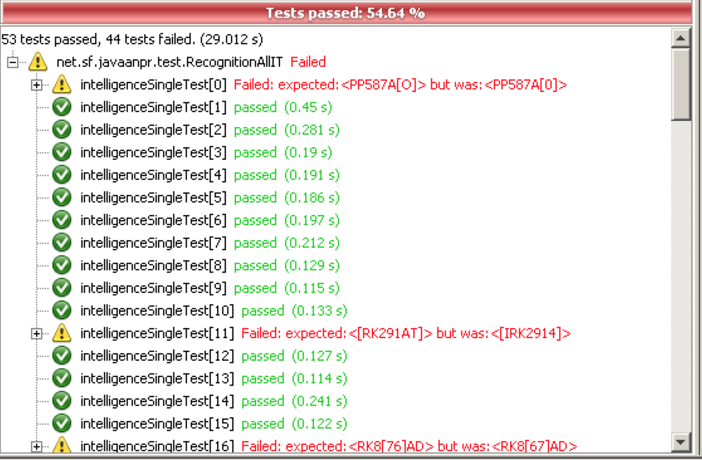 Tests passed: 54.64 %
53 tests passed, 44 tests failed. (29.012 s)
net.sf.javaanpr.test.RecognitionAllIT Failed
intelligenceSingleTest[0] Failed: expected:<PP587A[O]> but was:<PP587A[0]>
intelligenceSingleTest[1] passed (0.45 s)
intelligenceSingleTest[2] passed (0.281 s)
intelligenceSingleTest[3] passed (0.19 s)
intelligenceSingleTest[4] passed (0.191 s)
intelligenceSingleTest[5] passed (0.186 s)
intelligenceSingleTest[6] passed (0.197 s)
intelligenceSingleTest[7] passed (0.212 s)
intelligenceSingleTest[8] passed (0.129 s)
intelligenceSingleTest[9] passed (0.115 s)
intelligenceSingleTest[10] passed (0.133 s)
intelligenceSingleTest[11] Failed: expected:<[RK291AT]> but was:<[IRK2914]>
intelligenceSingleTest[12] passed (0.127 s)
intelligenceSingleTest[13] passed (0.114 s)
intelligenceSingleTest[14] passed (0.241 s)
intelligenceSingleTest[15] passed (0.122 s)
intelligenceSingleTest[16] Failed: expected:<RK8[76]AD> but was:<RK8[67]AD>